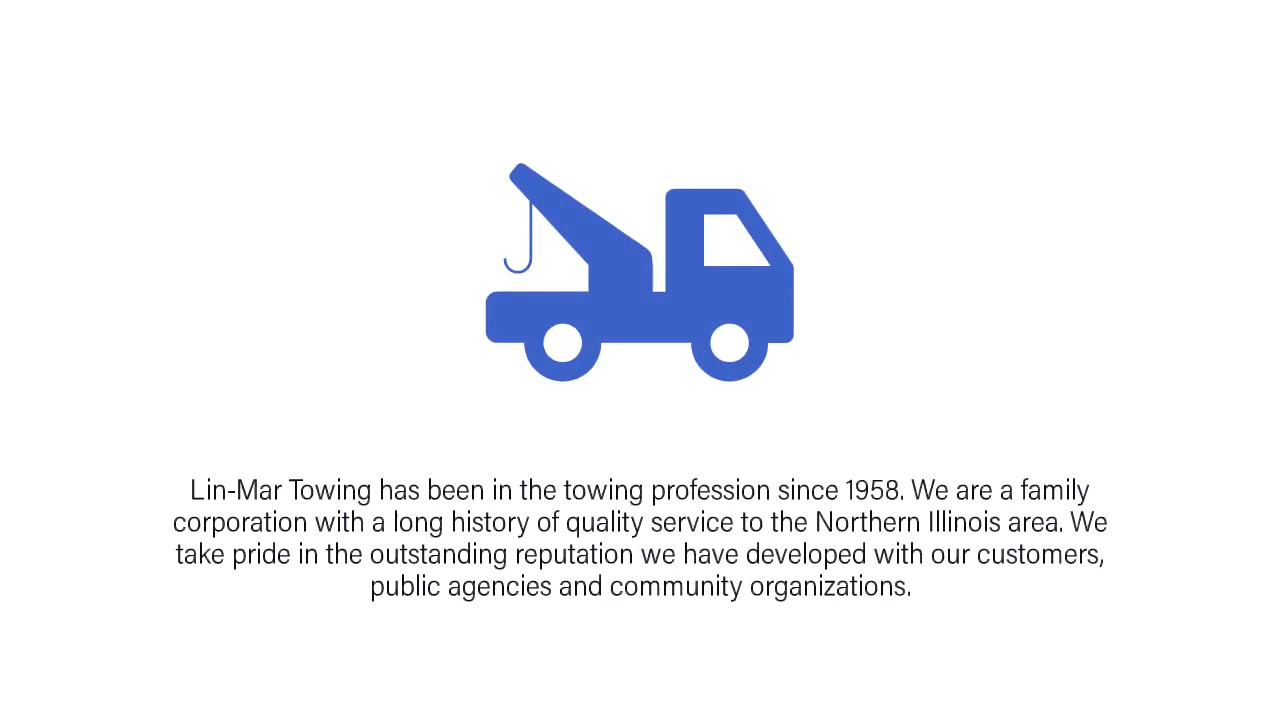 Lin-Mar Towing has been in the towing profession since 1958. We are a family
corporation with a long history of quality service to the Northern Illinois area. We
take pride in the outstanding reputation we have developed with our customers,
public agencies and community organizations.